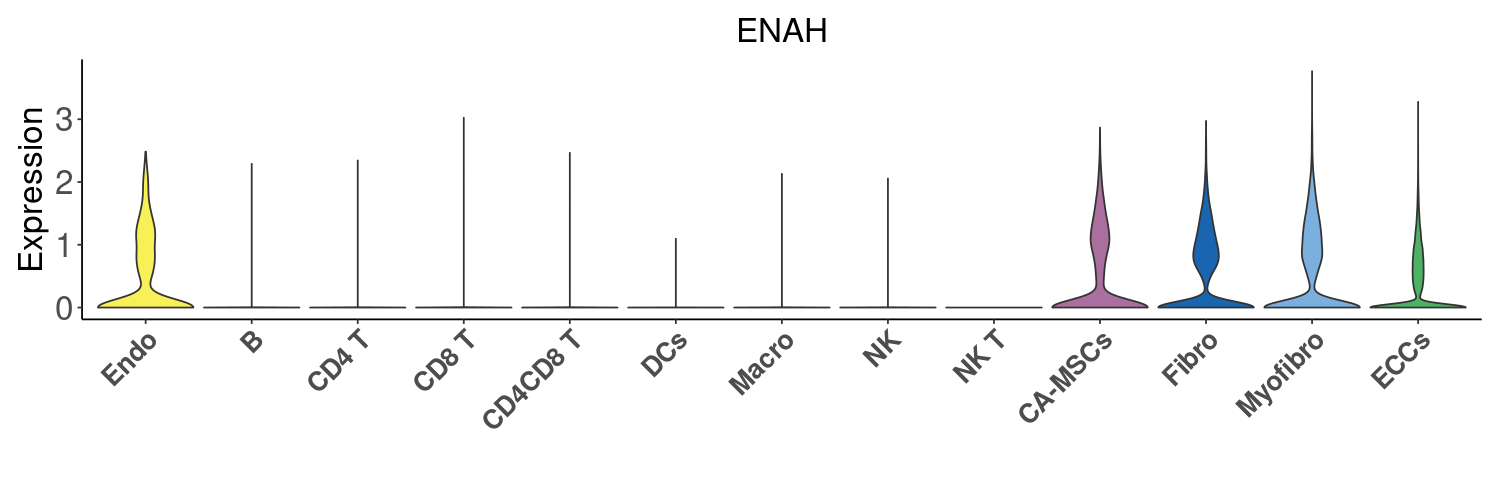 ENAH
Expression
3
2
1
0
Endo
B
CD4 T
CD8 T
CD4CD8 T
DCs
Macro
NK
NK T
CA-MSCs
Fibro
Myofibro
ECCs